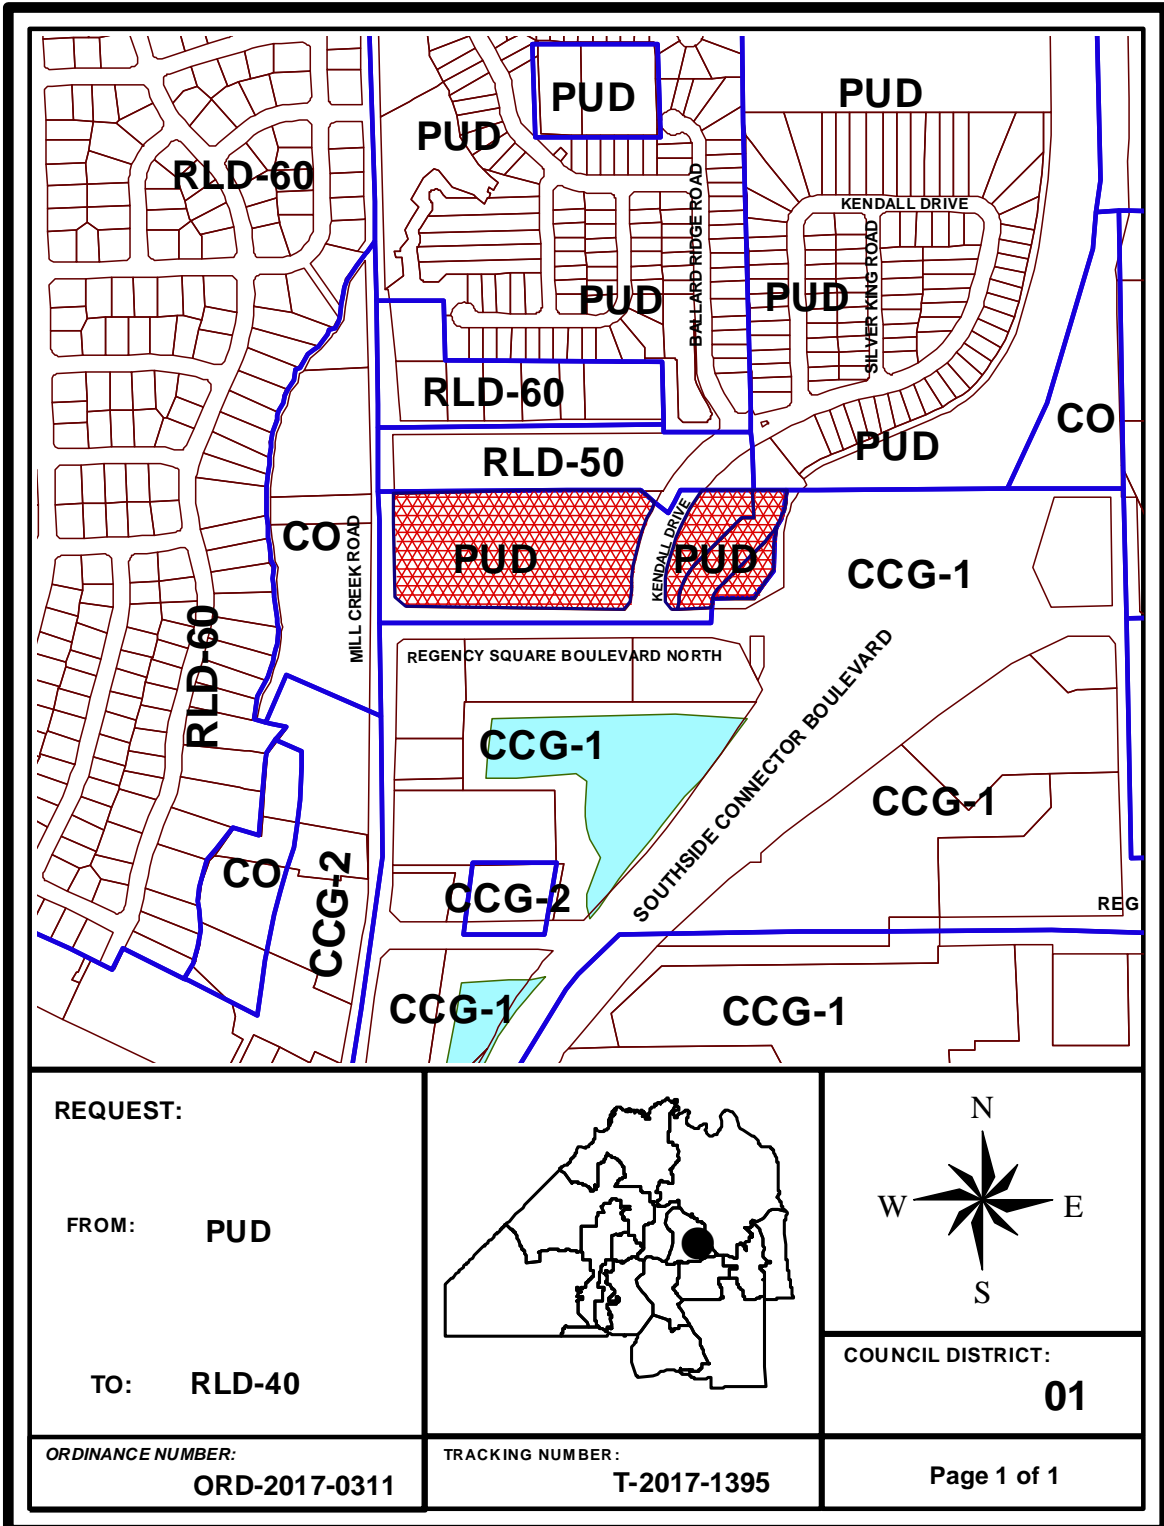 PUD
PUD
PUD
RLD-60
BALLARD RIDGE ROAD
KENDALL DRIVE
SILVER KING ROAD
PUD
PUD
RLD-60
CO
PUD
RLD-50
CO
MILL CREEK ROAD
PUD
KENDALL DRIVE
PUD
CCG-1
RLD-60
REGENCY SQUARE BOULEVARD NORTH
SOUTHSIDE CONNECTOR BOULEVARD
CCG-1
CCG-1
CO
CCG-2
CCG-2
REG
CCG-1
CCG-1
REQUEST:
FROM: PUD
TO: RLD-40
N
W E
S
COUNCIL DISTRICT:
01
ORDINANCE NUMBER:
ORD-2017-0311
TRACKING NUMBER:
T-2017-1395
Page 1 of 1